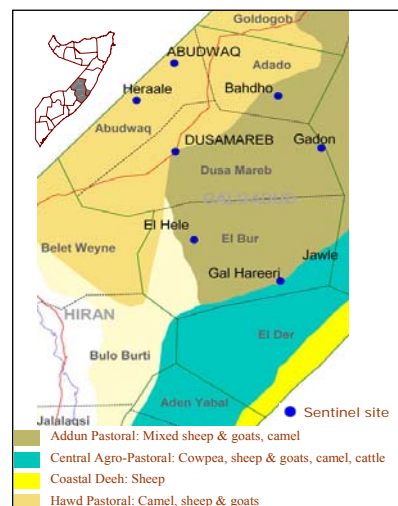 Goldogob
ABUDWAQ
Adado
Heraale
Bahdho
Abudwaq
DUSAMAREB
Gadon
Dusa Mareb
GALGADUD
El Hele
El Bur
Belet Weyne
Jawle
Gal Hareeri
HIRAN
El Der
Bulo Burti
Aden Yabal
Jalalaqsi
Sentinel site
Addun Pastoral: Mixed sheep & goats, camel
Central Agro-Pastoral: Cowpea, sheep & goats, camel, cattle
Coastal Deeh: Sheep
Hawd Pastoral: Camel, sheep & goats